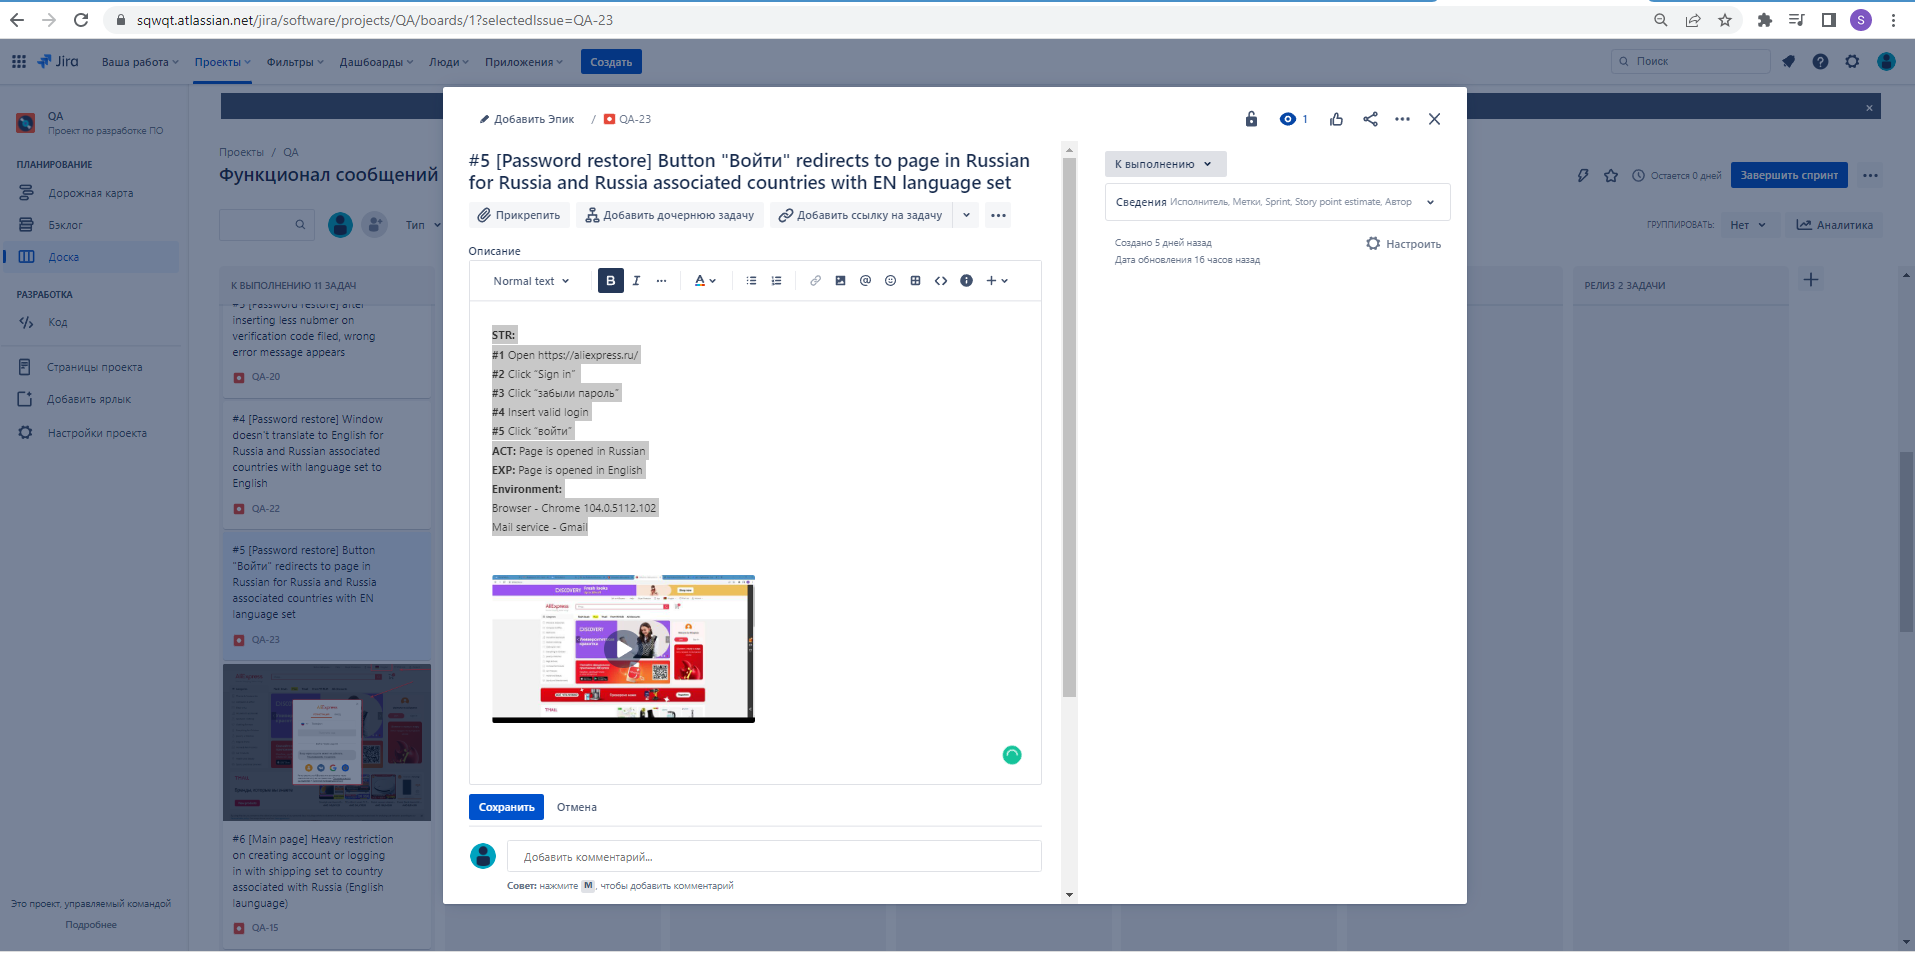 sqwqt.atlassian.net/jira/software/projects/QA/boards/1?selectedIssue=QA-23
S
Jira
Ваша работа
Проекты
Фильтры
Дашборды
Люди
Приложения
Создать
Поиск
QA
Проект по разработке ПО
ПЛАНИРОВАНИЕ
Дорожная карта
Бэклог
Доска
РАЗРАБОТКА
Код
Страницы проекта
Добавить ярлык
Настройки проекта
Это проект, управляемый командой
Подробнее
Проекты / QA
Функционал сообщений
Тип
Остается 0 дней
Завершить спринт
ГРУППИРОВАТЬ:
Нет
Аналитика
К ВЫПОЛНЕНИЮ 11 ЗАДАЧ
#3 [Password restore] after
inserting less nubmer on
verification code filed, wrong
error message appears
QA-20
#4 [Password restore] Window
doesn't translate to English for
Russia and Russian associated
countries with language set to
English
QA-22
#5 [Password restore] Button
"Войти" redirects to page in
Russian for Russia and Russia
associated countries with EN
language set
QA-23
#6 [Main page] Heavy restriction
on creating account or logging
in with shipping set to country
associated with Russia (English
launguage)
QA-15
РЕЛИЗ 2 ЗАДАЧИ
Добавить Эпик / QA-23
1
#5 [Password restore] Button "Войти" redirects to page in Russian
for Russia and Russia associated countries with EN language set
Прикрепить
Добавить дочернюю задачу
Добавить ссылку на задачу
Описание
Normal text
B
I
A
STR:
#1 Open https://aliexpress.ru/
#2 Click "Sign in"
#3 Click "забыли пароль"
#4 Insert valid login
#5 Click "войти"
ACT: Page is opened in Russian
EXP: Page is opened in English
Environment:
Browser - Chrome 104.0.5112.102
Mail service - Gmail
DISCOVERY
AliExpress
DISCOVERY
TMALL
Сохранить
Отмена
Добавить комментарий...
Совет: нажмите M, чтобы добавить комментарий
К выполнению
Сведения
Исполнитель, Метки, Sprint, Story point estimate, Автор
Создано 5 дней назад
Дата обновления 16 часов назад
Настроить